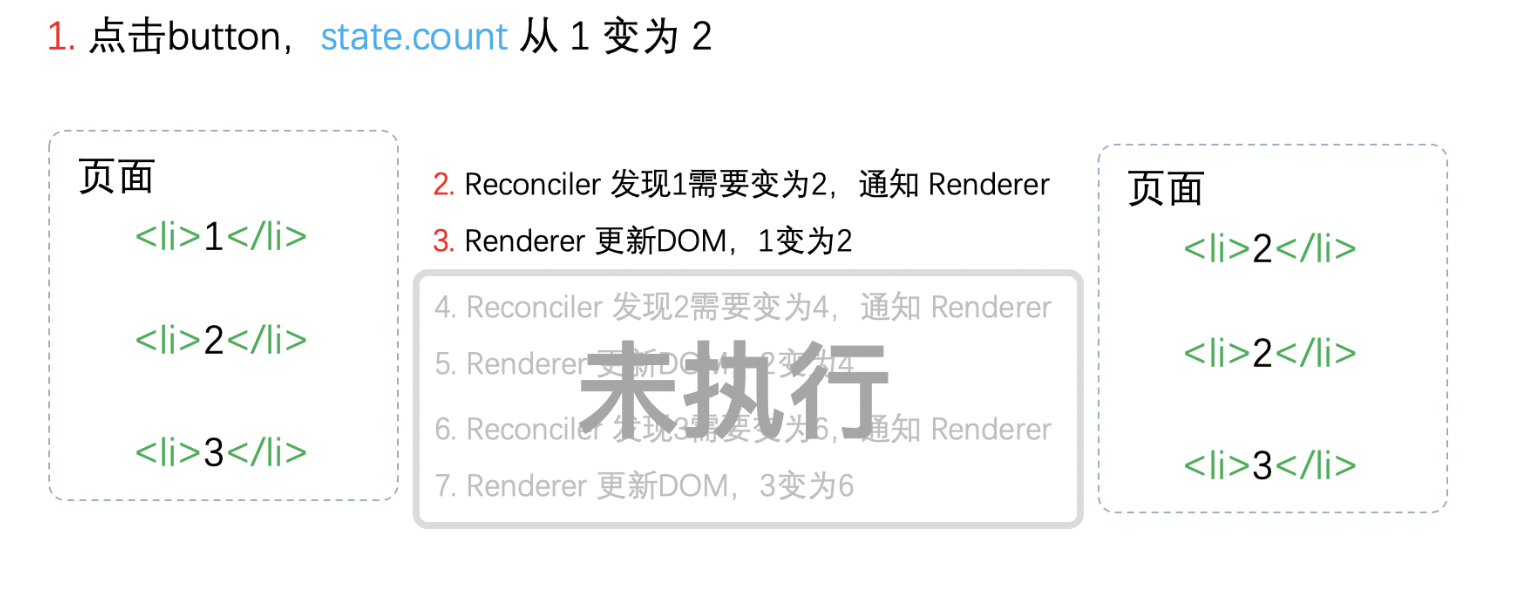 1. 点击button，state.count 从 1 变为 2
页面
<li>1</li>
<li>2</li>
<li>3</li>
2. Reconciler 发现1需要变为2，通知 Renderer
3. Renderer 更新DOM，1变为2
4. Reconciler 发现2需要变为4，通知 Renderer
5. Renderer 更新DOM，2变为4
6. Reconciler 发现3需要变为6，通知 Renderer
7. Renderer 更新DOM，3变为6
未执行
页面
<li>2</li>
<li>2</li>
<li>3</li>